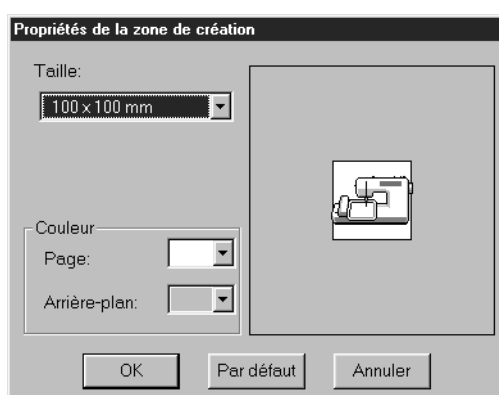 Propriétés de la zone de création
Taille:
100 x 100 mm
Couleur
Page:
Arrière-plan:
OK
Par défaut
Annuler